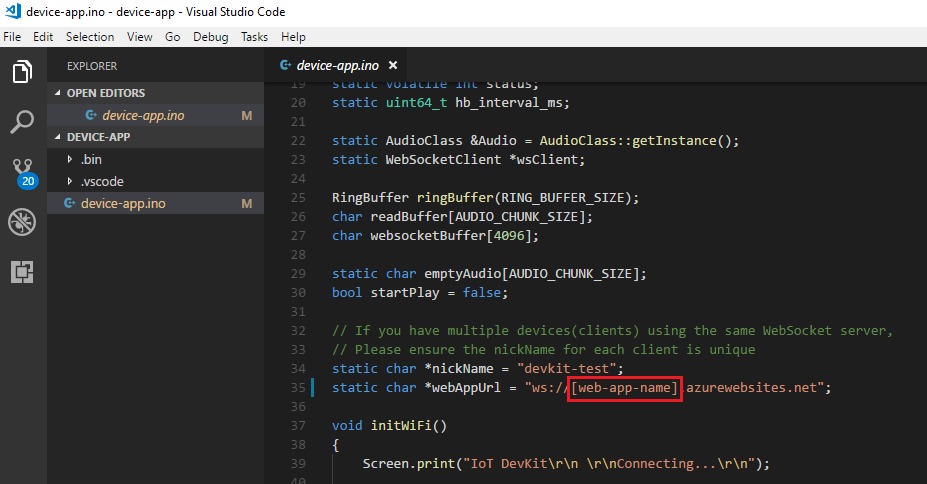 device-app.ino - device-app - Visual Studio Code
File Edit Selection View Go Debug Tasks Help
EXPLORER
OPEN EDITORS
device-app.ino M
DEVICE-APP
.bin
.vscode
device-app.ino M
20
device-app.ino ×
19 static volatile int status;
20 static uint64_t hb_interval_ms;
21
22 static AudioClass &Audio = AudioClass::getInstance();
23 static WebSocketClient *wsClient;
24
25 RingBuffer ringBuffer(RING_BUFFER_SIZE);
26 char readBuffer[AUDIO_CHUNK_SIZE];
27 char websocketBuffer[4096];
28
29 static char emptyAudio[AUDIO_CHUNK_SIZE];
30 bool startPlay = false;
31
32 // If you have multiple devices(clients) using the same WebSocket server,
33 // Please ensure the nickName for each client is unique
34 static char *nickName = "devkit-test";
35 static char *webAppUrl = "ws://[web-app-name].azurewebsites.net";
36
37 void initWiFi()
38 {
39 Screen.print("IoT DevKit\r\n \r\nConnecting...\r\n");
40